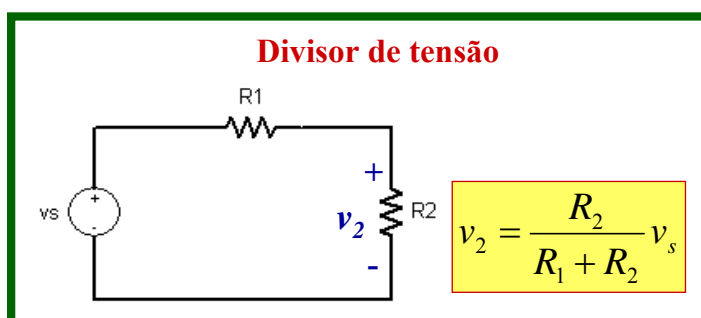 Divisor de tensão
R1
+
vs
+
-
v₂
R2
-
v₂ = R₂ / (R₁ + R₂) vₛ